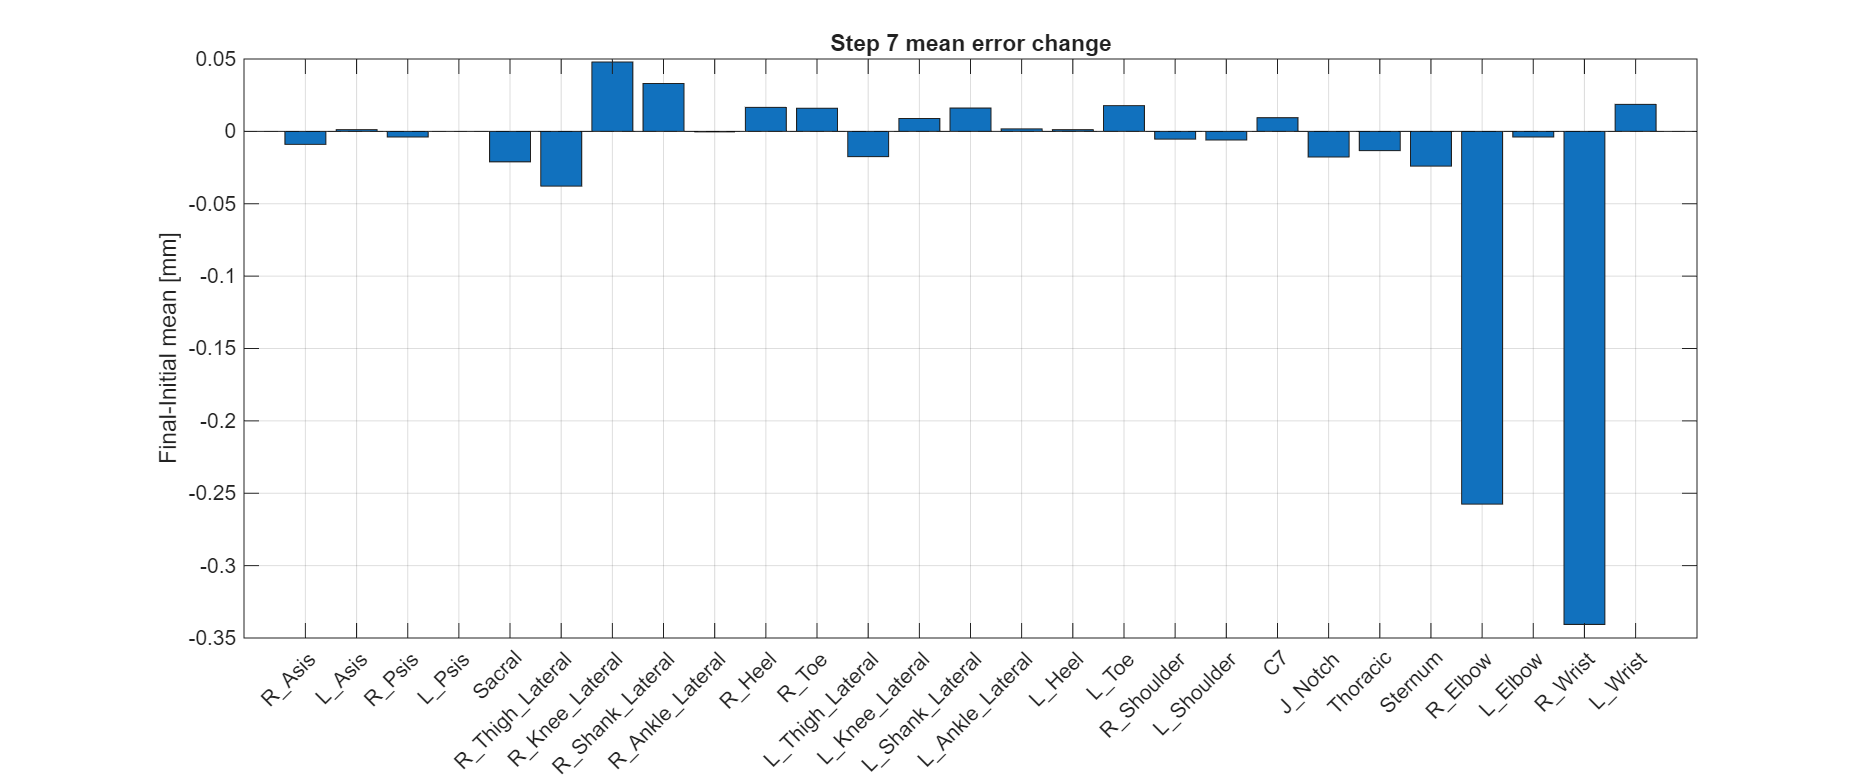 Step 7 mean error change
Final-Initial mean [mm]
0.05
0
-0.05
-0.1
-0.15
-0.2
-0.25
-0.3
-0.35
R_Asis
L_Asis
R_Psis
L_Psis
Sacral
R_Thigh_Lateral
R_Knee_Lateral
R_Shank_Lateral
R_Ankle_Lateral
R_Heel
R_Toe
L_Thigh_Lateral
L_Knee_Lateral
L_Shank_Lateral
L_Ankle_Lateral
L_Heel
L_Toe
R_Shoulder
L_Shoulder
C7
J_Notch
Thoracic
Sternum
R_Elbow
L_Elbow
R_Wrist
L_Wrist